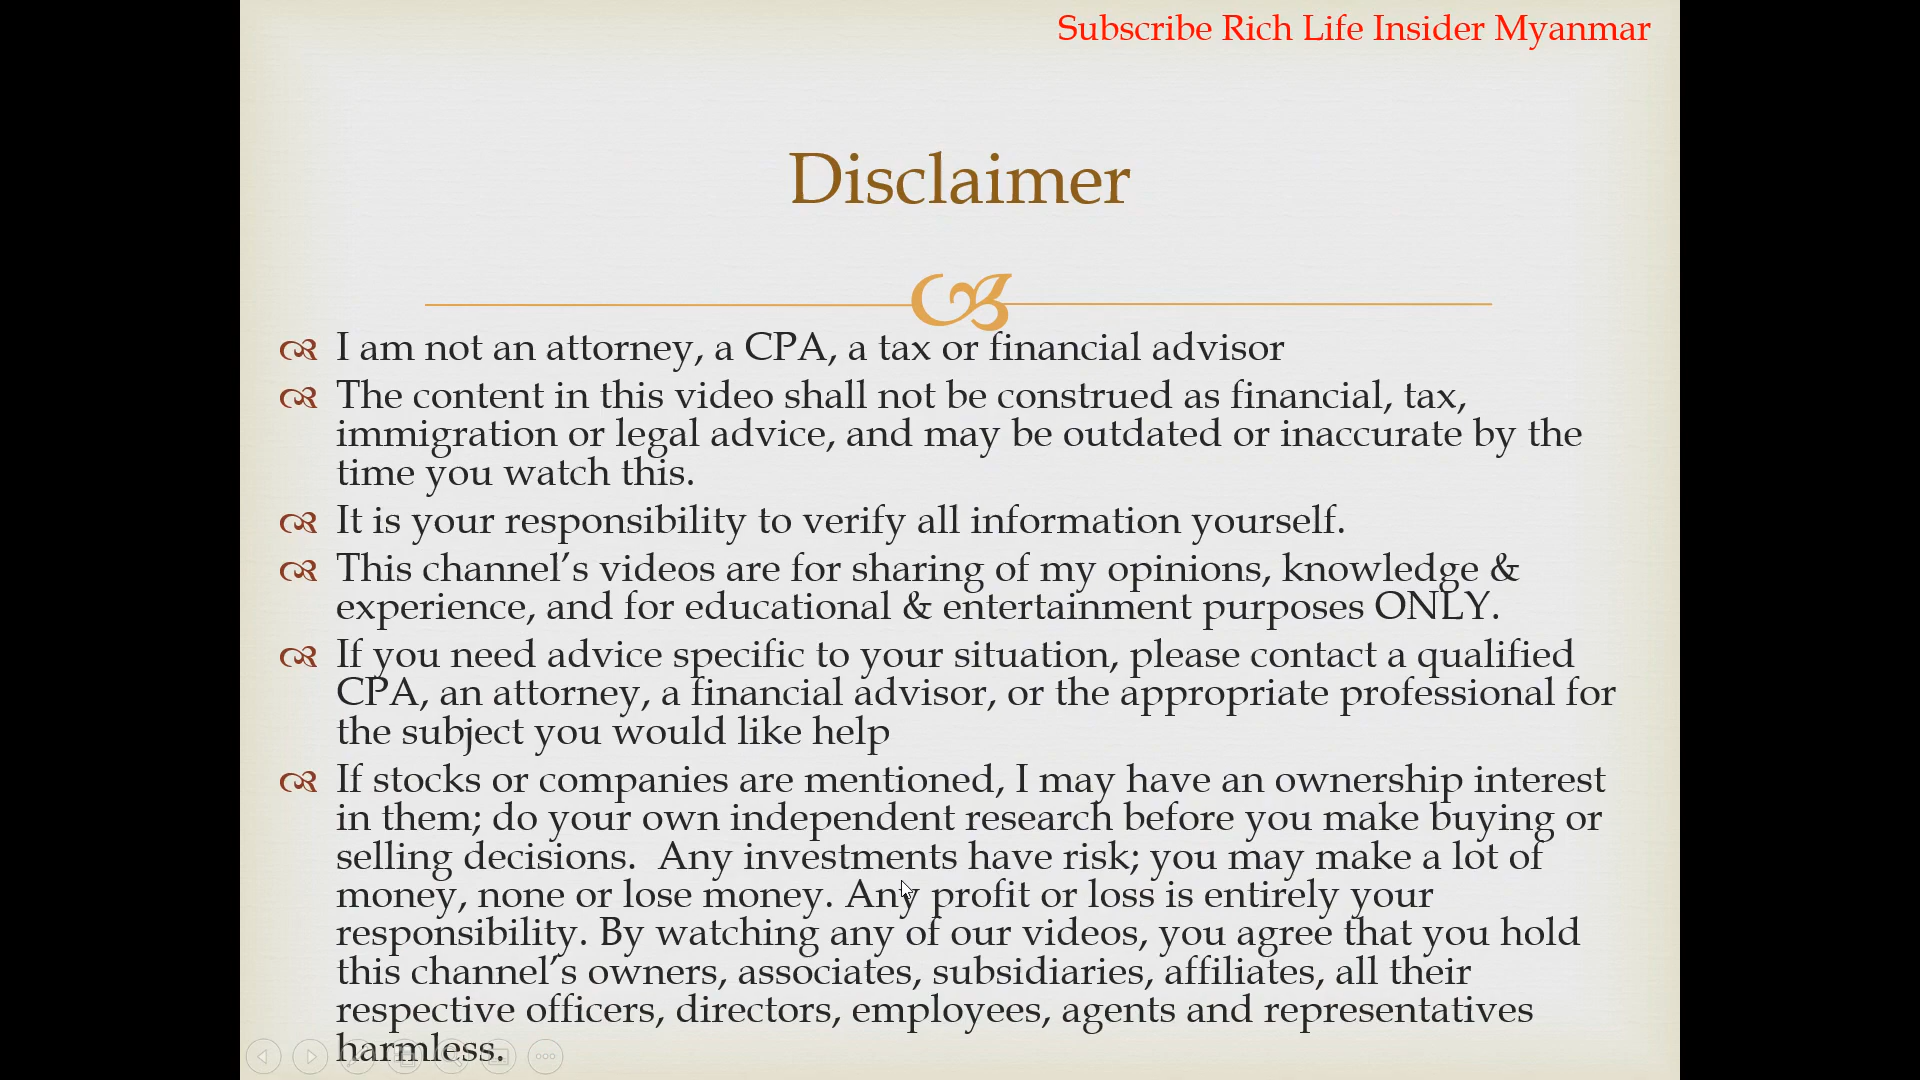 Subscribe Rich Life Insider Myanmar
Disclaimer
I am not an attorney, a CPA, a tax or financial advisor
The content in this video shall not be construed as financial, tax,
immigration or legal advice, and may be outdated or inaccurate by the
time you watch this.
It is your responsibility to verify all information yourself.
This channel’s videos are for sharing of my opinions, knowledge &
experience, and for educational & entertainment purposes ONLY.
If you need advice specific to your situation, please contact a qualified
CPA, an attorney, a financial advisor, or the appropriate professional for
the subject you would like help
If stocks or companies are mentioned, I may have an ownership interest
in them; do your own independent research before you make buying or
selling decisions.  Any investments have risk; you may make a lot of
money, none or lose money. Any profit or loss is entirely your
responsibility. By watching any of our videos, you agree that you hold
this channel’s owners, associates, subsidiaries, affiliates, all their
respective officers, directors, employees, agents and representatives
harmless.